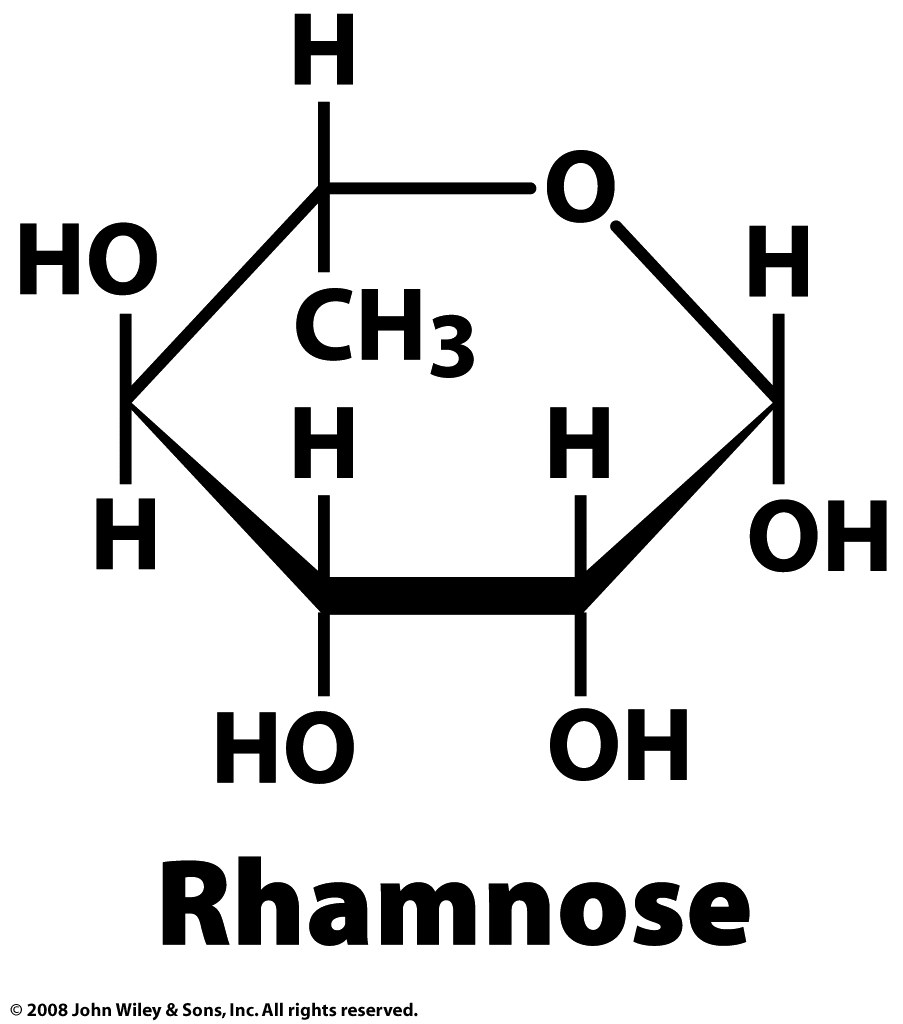 H
O
HO
H
CH3
H
H
H
OH
HO
OH
Rhamnose
© 2008 John Wiley & Sons, Inc. All rights reserved.